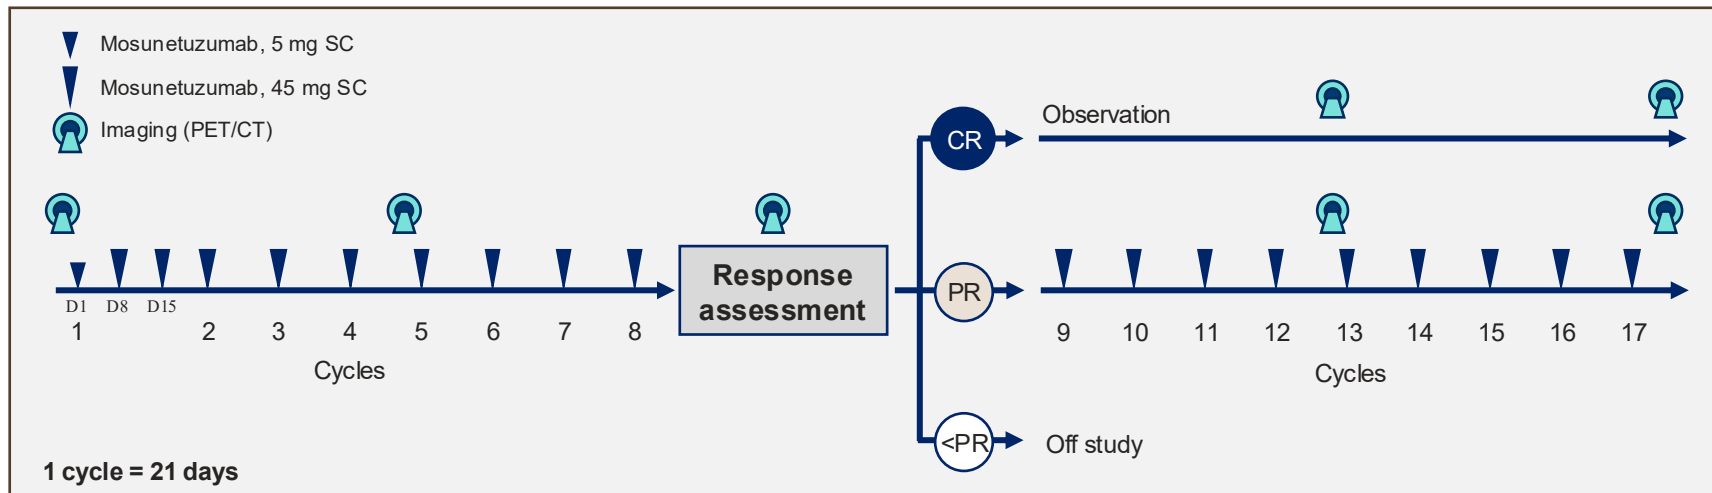 Mosunetuzumab, 5 mg SC
Mosunetuzumab, 45 mg SC
Imaging (PET/CT)
D1 D8 D15
1 2 3 4 5 6 7 8
Cycles
Response
assessment
CR
Observation
PR
9 10 11 12 13 14 15 16 17
Cycles
<PR
Off study
1 cycle = 21 days